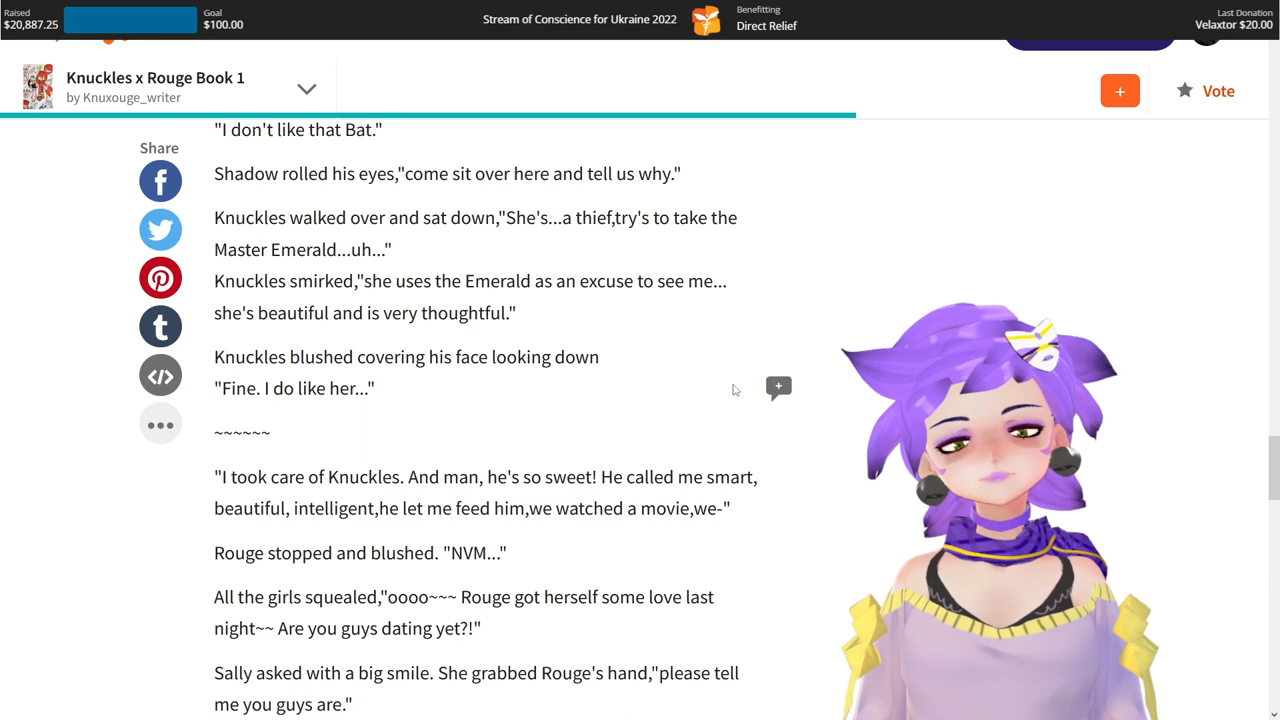 Raised
$20,887.25
Goal
$100.00
Stream of Conscience for Ukraine 2022
Benefitting
Direct Relief
Last Donation
Velaxtor $20.00
Knuckles x Rouge Book 1
by Knuxouge_writer
+
Vote
Share
"I don't like that Bat."
Shadow rolled his eyes,"come sit over here and tell us why."
Knuckles walked over and sat down,"She's...a thief,try's to take the
Master Emerald...uh..."
Knuckles smirked,"she uses the Emerald as an excuse to see me...
she's beautiful and is very thoughtful."
Knuckles blushed covering his face looking down
"Fine. I do like her..."
~~~~~~
"I took care of Knuckles. And man, he's so sweet! He called me smart,
beautiful, intelligent,he let me feed him,we watched a movie,we-"
Rouge stopped and blushed. "NVM..."
All the girls squealed,"oooo~~~ Rouge got herself some love last
night~~ Are you guys dating yet?!"
Sally asked with a big smile. She grabbed Rouge's hand,"please tell
me you guys are."